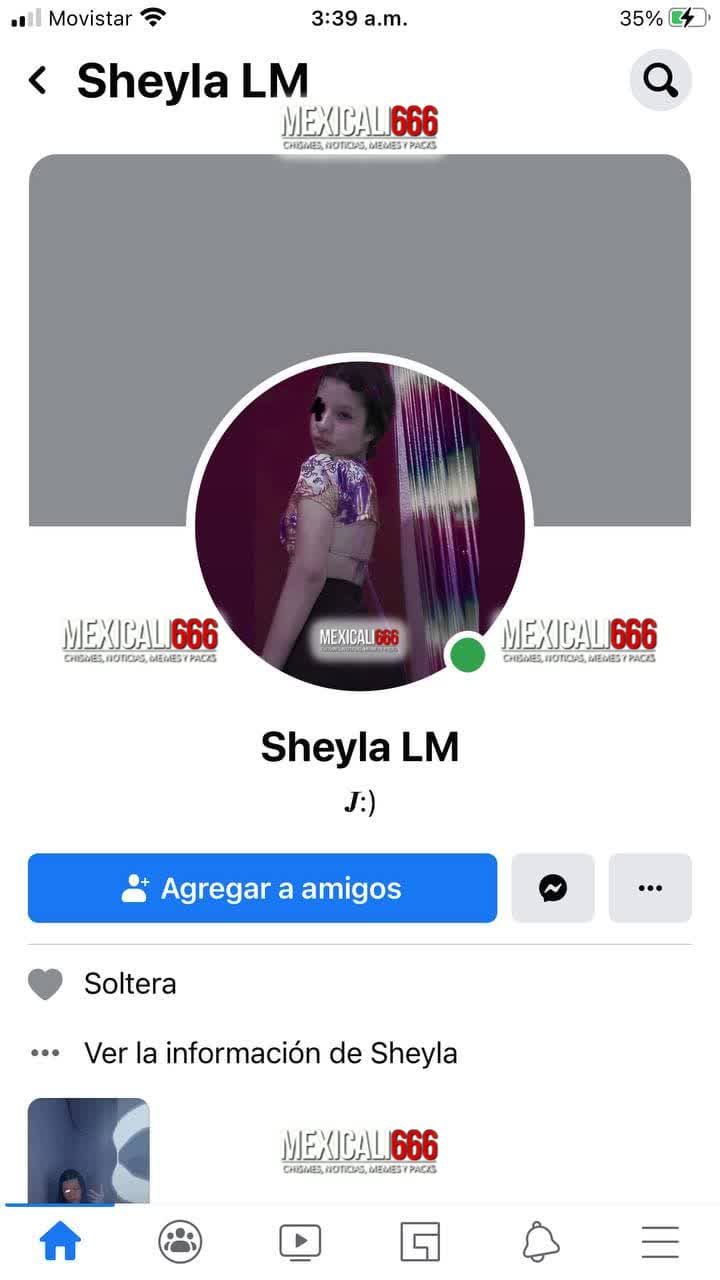 Movistar 3:39 a.m. 35%
Sheyla LM
MEXICALI666
CHISMES, NOTICIAS, MEMES Y PACKS
MEXICALI666
MEXICALI666
CHISMES, NOTICIAS, MEMES Y PACKS
MEXICALI666
CHISMES, NOTICIAS, MEMES Y PACKS
Sheyla LM
J:)
Agregar a amigos
Soltera
Ver la información de Sheyla
MEXICALI666
CHISMES, NOTICIAS, MEMES Y PACKS